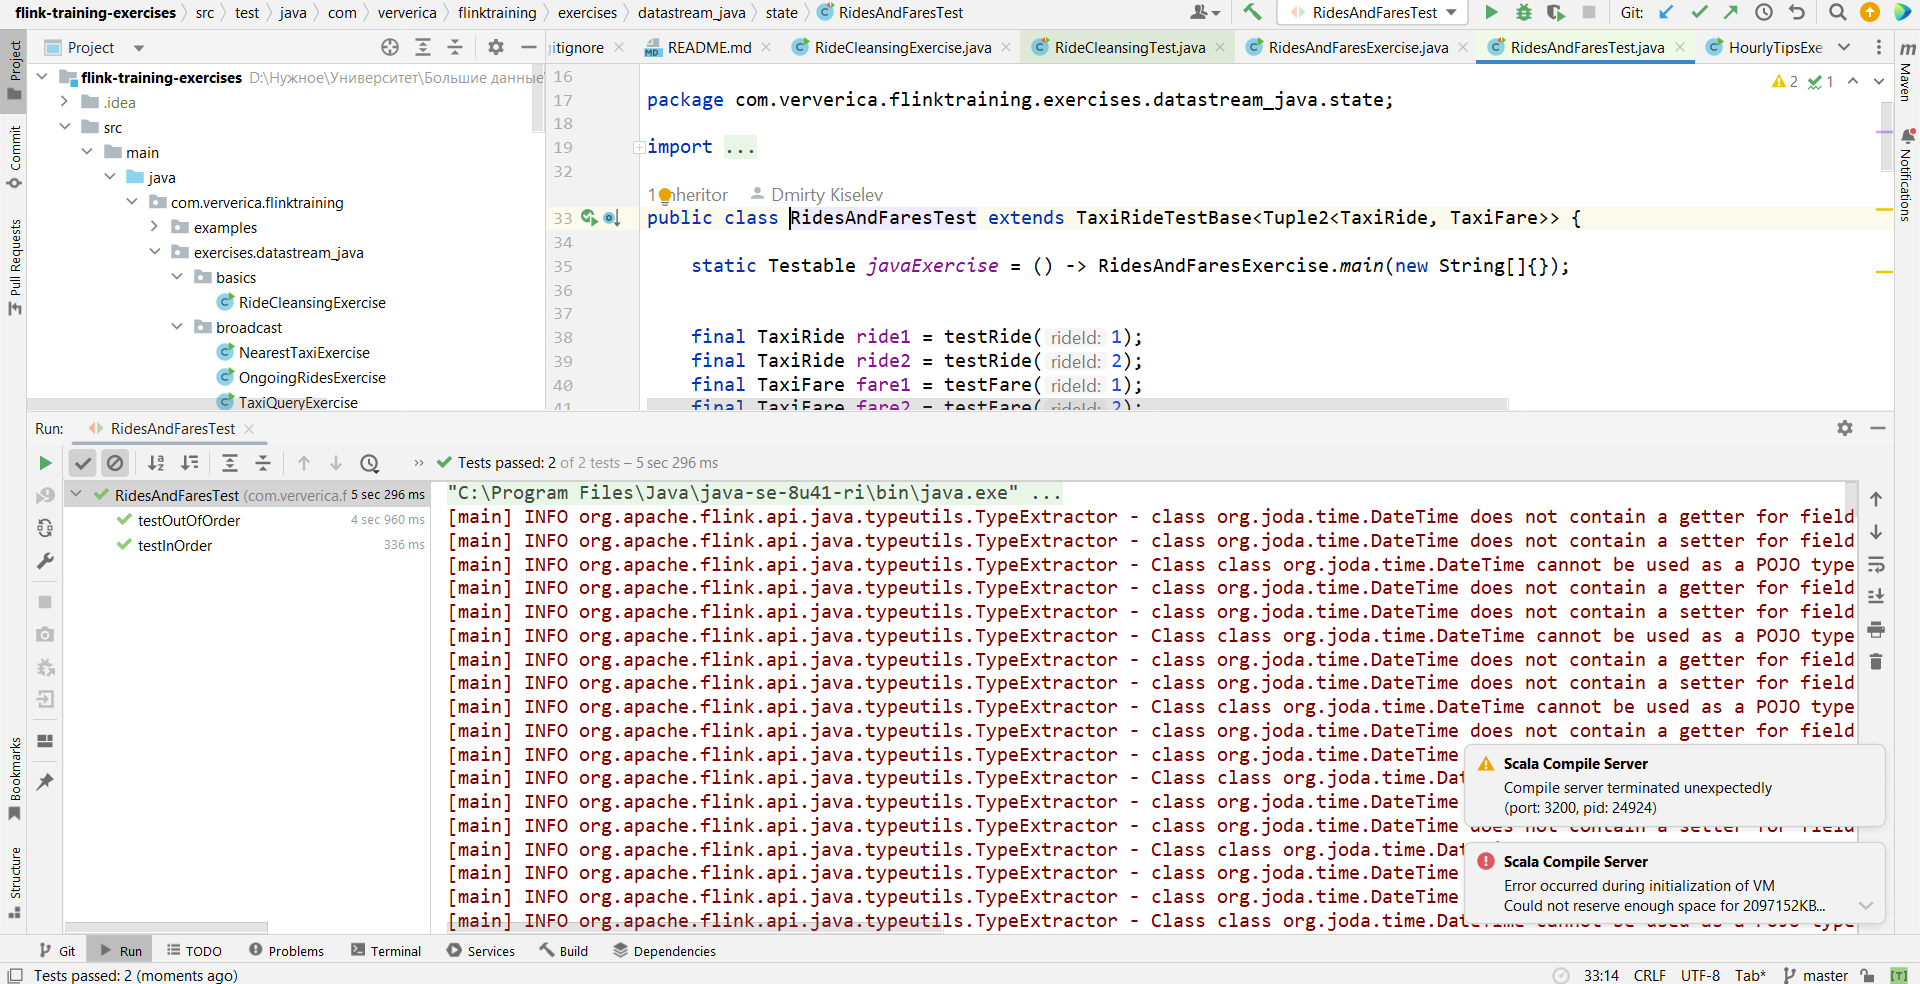 flink-training-exercises src test java com ververica flinktraining exercises datastream_java state RidesAndFaresTest RidesAndFaresTest Git:
Project
.gitignore README.md RideCleansingExercise.java RideCleansingTest.java RidesAndFaresExercise.java RidesAndFaresTest.java HourlyTipsExe
flink-training-exercises D:\Нужное\Университет\Большие данные
.idea
src
main
java
com.ververica.flinktraining
examples
exercises.datastream_java
basics
RideCleansingExercise
broadcast
NearestTaxiExercise
OngoingRidesExercise
TaxiQueryExercise
16
17 package com.ververica.flinktraining.exercises.datastream_java.state;
18
19 import ...
32
1 inheritor Dmirty Kiselev
33 public class RidesAndFaresTest extends TaxiRideTestBase<Tuple2<TaxiRide, TaxiFare>> {
34
35 static Testable javaExercise = () -> RidesAndFaresExercise.main(new String[]{});
36
37
38 final TaxiRide ride1 = testRide( rideId: 1);
39 final TaxiRide ride2 = testRide( rideId: 2);
40 final TaxiFare fare1 = testFare( rideId: 1);
41 final TaxiFare fare2 = testFare( rideId: 2);
2 1
Project
Commit
Pull Requests
Bookmarks
Structure
Maven
Notifications
Run: RidesAndFaresTest
Tests passed: 2 of 2 tests – 5 sec 296 ms
RidesAndFaresTest (com.ververica.f 5 sec 296 ms
testOutOfOrder 4 sec 960 ms
testInOrder 336 ms
"C:\Program Files\Java\java-se-8u41-ri\bin\java.exe" ...
[main] INFO org.apache.flink.api.java.typeutils.TypeExtractor - class org.joda.time.DateTime does not contain a getter for field
[main] INFO org.apache.flink.api.java.typeutils.TypeExtractor - class org.joda.time.DateTime does not contain a setter for field
[main] INFO org.apache.flink.api.java.typeutils.TypeExtractor - Class class org.joda.time.DateTime cannot be used as a POJO type
[main] INFO org.apache.flink.api.java.typeutils.TypeExtractor - class org.joda.time.DateTime does not contain a getter for field
[main] INFO org.apache.flink.api.java.typeutils.TypeExtractor - class org.joda.time.DateTime does not contain a setter for field
[main] INFO org.apache.flink.api.java.typeutils.TypeExtractor - Class class org.joda.time.DateTime cannot be used as a POJO type
[main] INFO org.apache.flink.api.java.typeutils.TypeExtractor - class org.joda.time.DateTime does not contain a getter for field
[main] INFO org.apache.flink.api.java.typeutils.TypeExtractor - class org.joda.time.DateTime does not contain a setter for field
[main] INFO org.apache.flink.api.java.typeutils.TypeExtractor - Class class org.joda.time.DateTime cannot be used as a POJO type
[main] INFO org.apache.flink.api.java.typeutils.TypeExtractor - class org.joda.time.DateTime does not contain a getter for field
[main] INFO org.apache.flink.api.java.typeutils.TypeExtractor - class org.joda.time.DateTime
[main] INFO org.apache.flink.api.java.typeutils.TypeExtractor - Class class org.joda.time.Dat
[main] INFO org.apache.flink.api.java.typeutils.TypeExtractor - class org.joda.time.DateTime
[main] INFO org.apache.flink.api.java.typeutils.TypeExtractor - class org.joda.time.DateTime does not contain a setter for field
[main] INFO org.apache.flink.api.java.typeutils.TypeExtractor - Class class org.joda.time.Dat
[main] INFO org.apache.flink.api.java.typeutils.TypeExtractor - class org.joda.time.DateTime
[main] INFO org.apache.flink.api.java.typeutils.TypeExtractor - class org.joda.time.DateTime
[main] INFO org.apache.flink.api.java.typeutils.TypeExtractor - Class class org.joda.time.DateTime cannot be used as a POJO type
Scala Compile Server
Compile server terminated unexpectedly
(port: 3200, pid: 24924)
Scala Compile Server
Error occurred during initialization of VM
Could not reserve enough space for 2097152KB...
Git Run TODO Problems Terminal Services Build Dependencies
Tests passed: 2 (moments ago) 33:14 CRLF UTF-8 Tab* master [T]